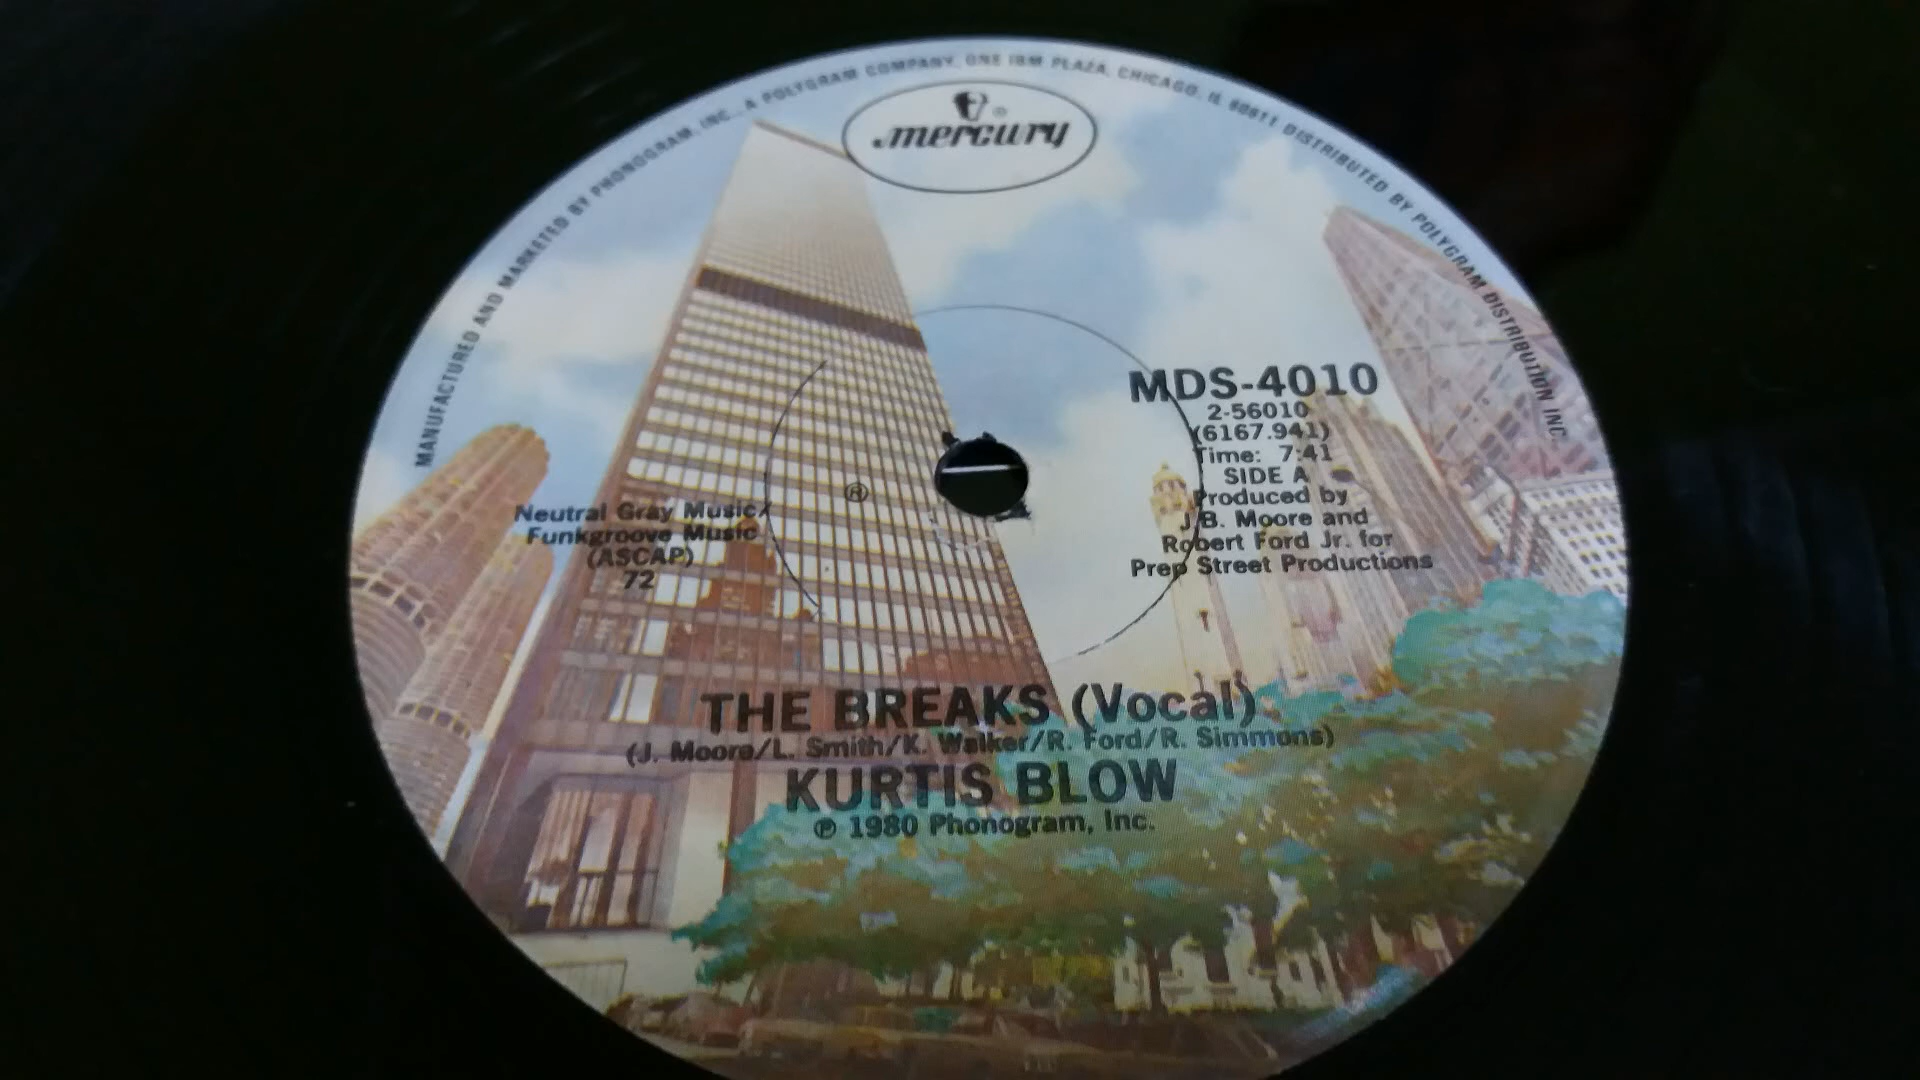 MANUFACTURED AND MARKETED BY PHONOGRAM, INC., A POLYGRAM COMPANY, ONE IBM PLAZA, CHICAGO, IL 60611 DISTRIBUTED BY POLYGRAM DISTRIBUTION INC.
®
mercury
MDS-4010
2-56010
(6167.941)
Time: 7:41
SIDE A
Produced by
J.B. Moore and
Robert Ford Jr. for
Prep Street Productions
®
Neutral Gray Music/
Funkgroove Music
(ASCAP)
72
THE BREAKS (Vocal)
(J. Moore/L. Smith/K. Walker/R. Ford/R. Simmons)
KURTIS BLOW
℗ 1980 Phonogram, Inc.